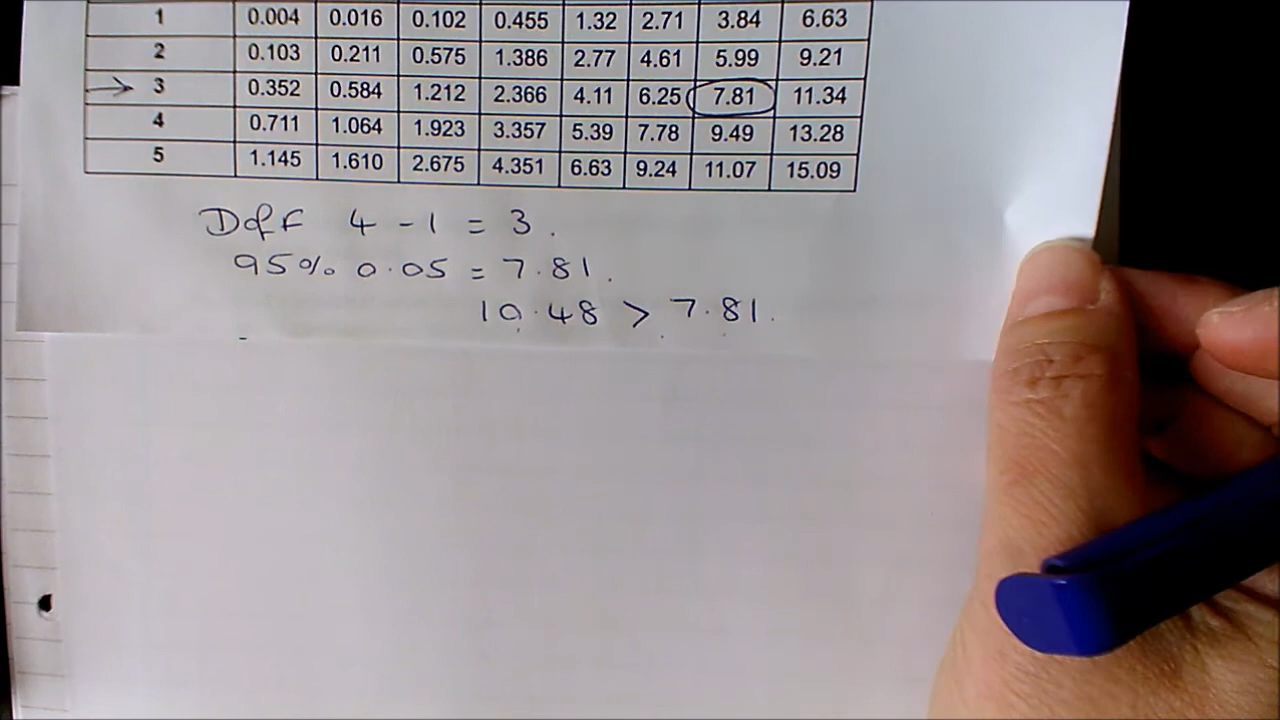 1 0.004 0.016 0.102 0.455 1.32 2.71 3.84 6.63
2 0.103 0.211 0.575 1.386 2.77 4.61 5.99 9.21
3 0.352 0.584 1.212 2.366 4.11 6.25 7.81 11.34
4 0.711 1.064 1.923 3.357 5.39 7.78 9.49 13.28
5 1.145 1.610 2.675 4.351 6.63 9.24 11.07 15.09
DofF 4 - 1 = 3.
95% 0.05 = 7.81.
10.48 > 7.81.